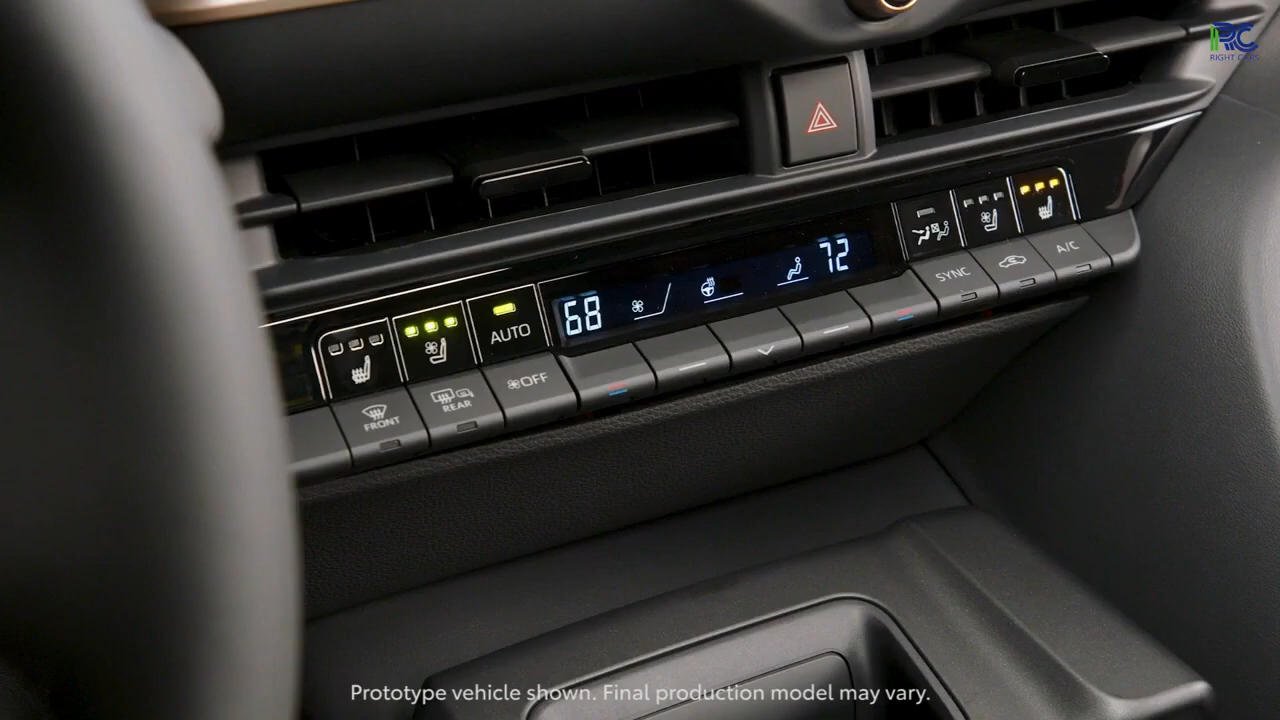 RC
RIGHT CARS
68
72
AUTO
SYNC
A/C
FRONT
REAR
OFF
Prototype vehicle shown. Final production model may vary.